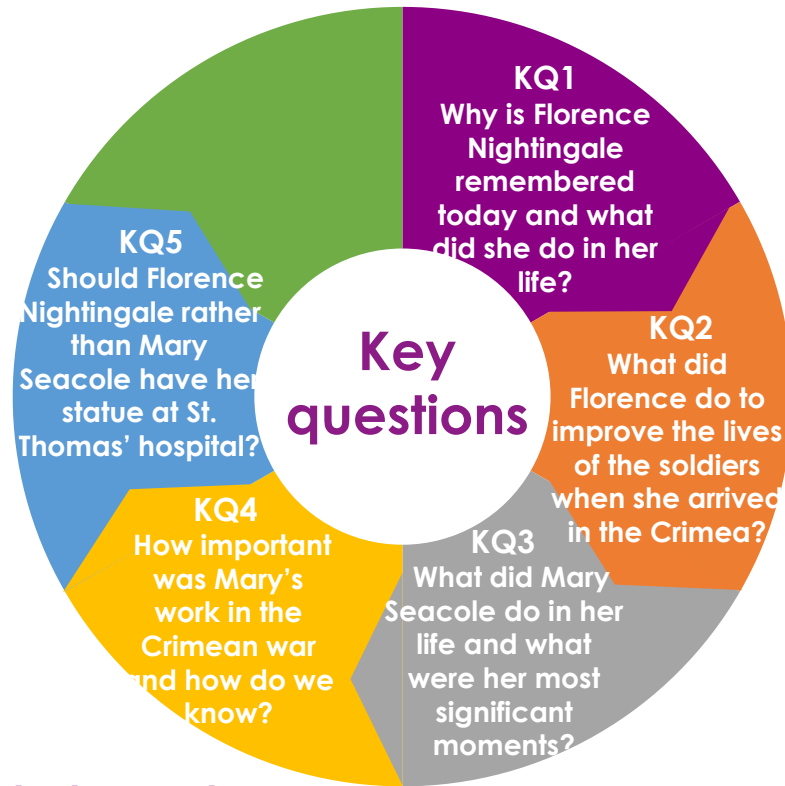 Key
questions
KQ1
Why is Florence
Nightingale
remembered
today and what
did she do in her
life?
KQ2
What did
Florence do to
improve the lives
of the soldiers
when she arrived
in the Crimea?
KQ3
What did Mary
Seacole do in her
life and what
were her most
significant
moments?
KQ4
How important
was Mary's
work in the
Crimean war
and how do we
know?
KQ5
Should Florence
Nightingale rather
than Mary
Seacole have her
statue at St.
Thomas' hospital?